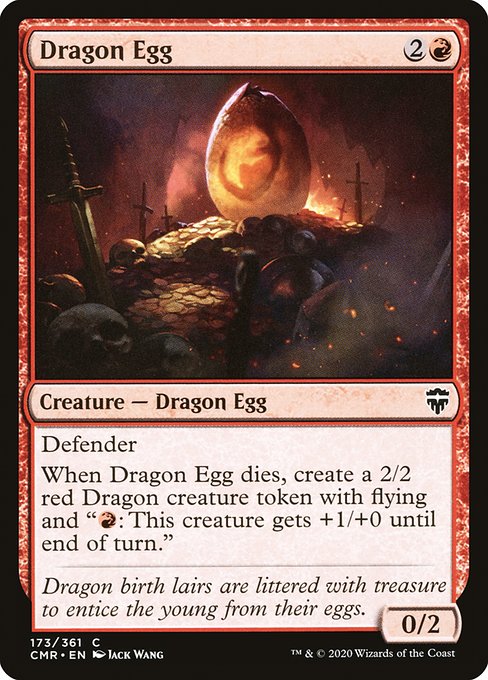 Dragon Egg 2
Creature — Dragon Egg
Defender
When Dragon Egg dies, create a 2/2
red Dragon creature token with flying
and “: This creature gets +1/+0 until
end of turn.”
Dragon birth lairs are littered with treasure
to entice the young from their eggs.
0/2
173/361 C
CMR • EN Jack Wang
™ & © 2020 Wizards of the Coast